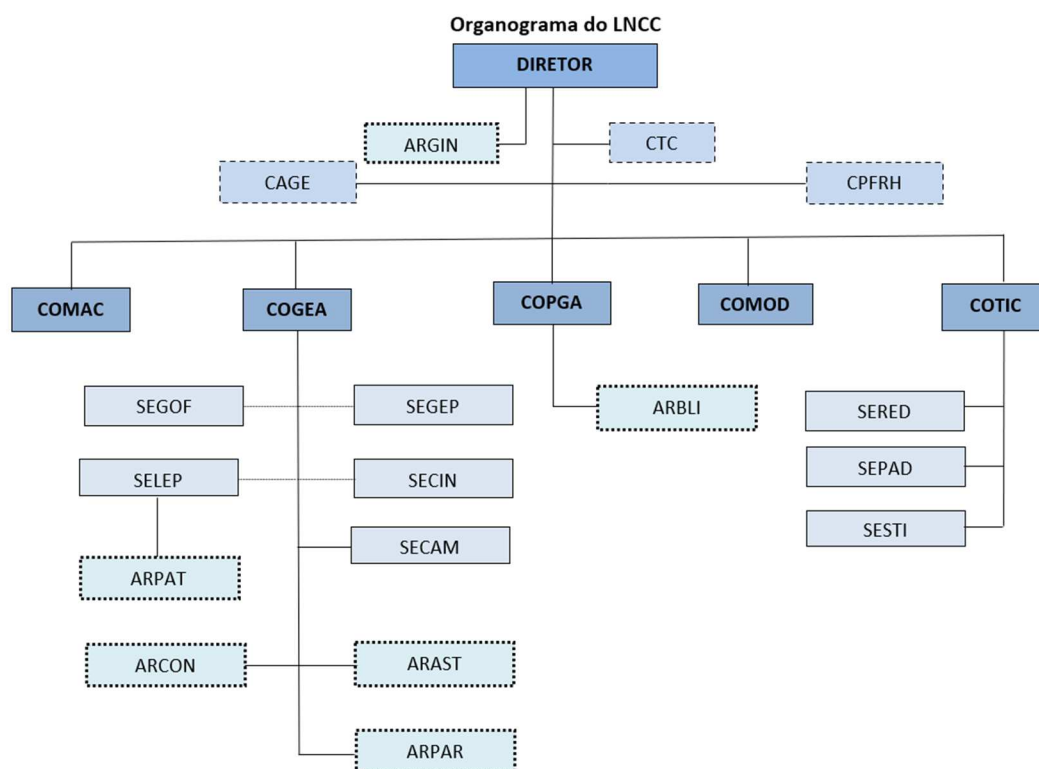 Organograma do LNCC
DIRETOR
ARGIN
CTC
CAGE
CPFRH
COMAC
COGEA
COPGA
COMOD
COTIC
SEGOF
SEGEP
ARBLI
SERED
SELEP
SECIN
SEPAD
SECAM
SESTI
ARPAT
ARCON
ARAST
ARPAR